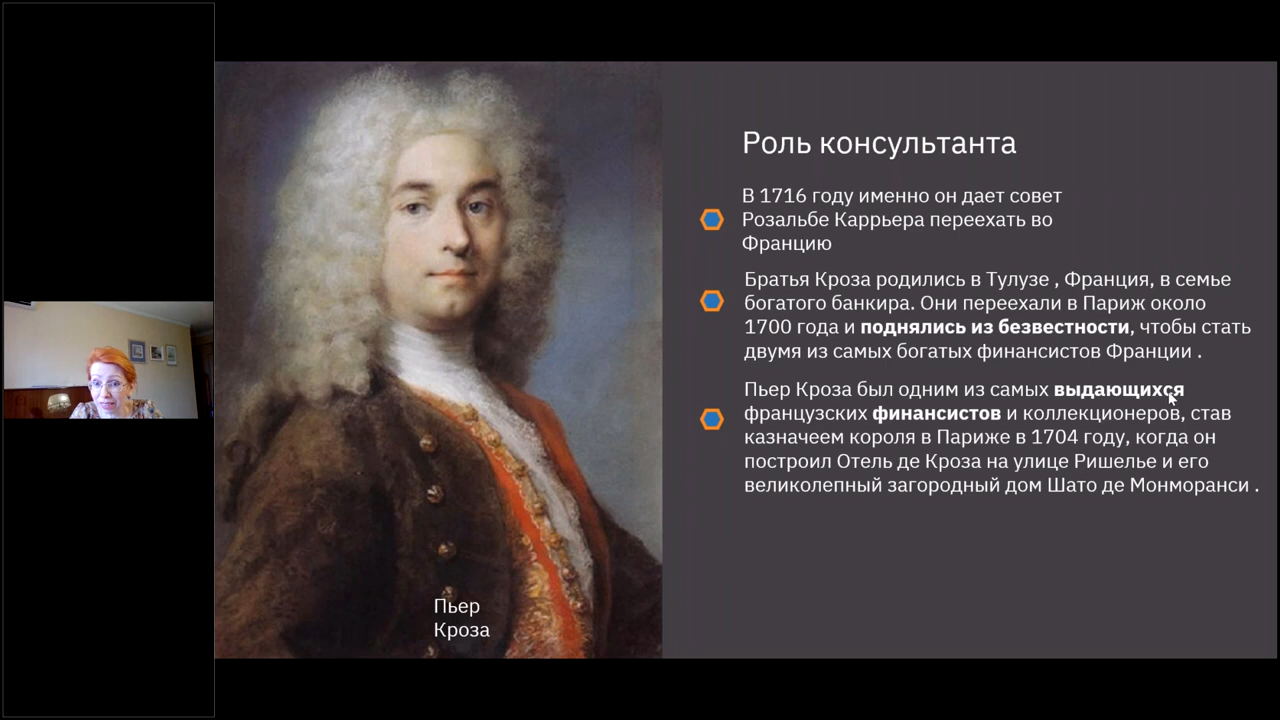 Роль консультанта
В 1716 году именно он дает совет
Розальбе Каррьера переехать во
Францию
Братья Кроза родились в Тулузе , Франция, в семье
богатого банкира. Они переехали в Париж около
1700 года и поднялись из безвестности, чтобы стать
двумя из самых богатых финансистов Франции .
Пьер Кроза был одним из самых выдающихся
французских финансистов и коллекционеров, став
казначеем короля в Париже в 1704 году, когда он
построил Отель де Кроза на улице Ришелье и его
великолепный загородный дом Шато де Монморанси .
Пьер
Кроза